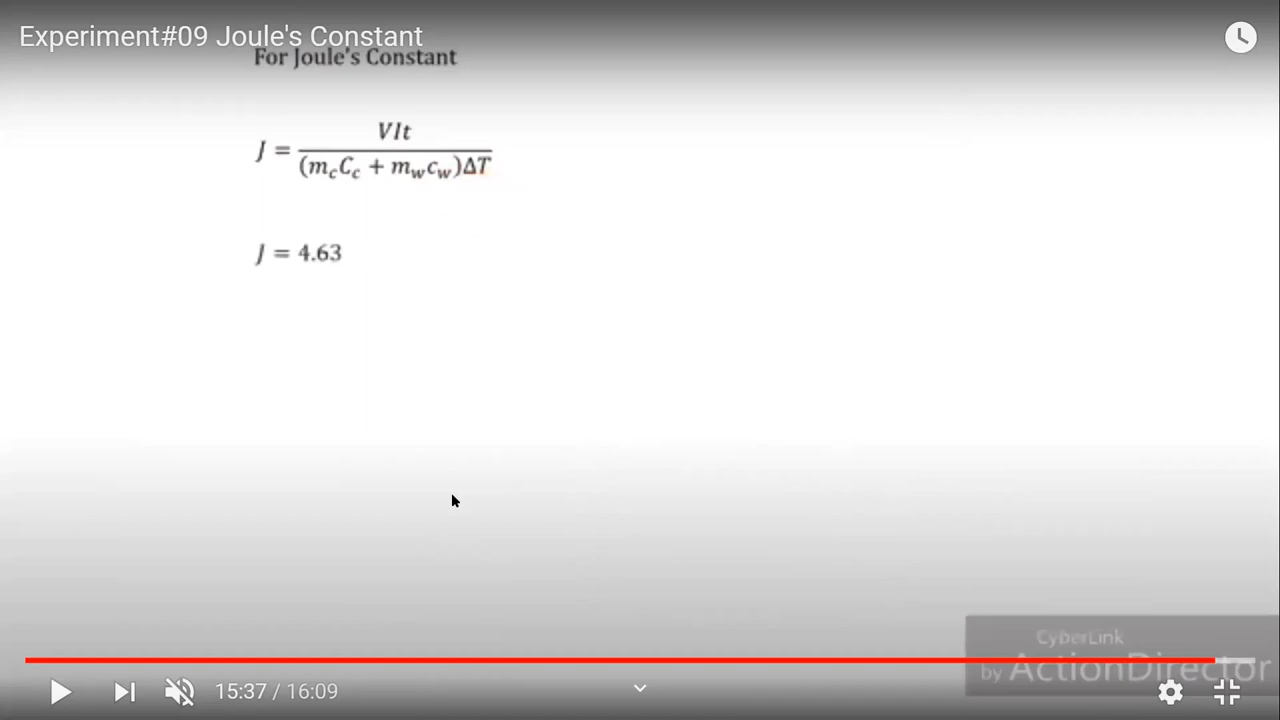 Experiment#09 Joule's Constant
For Joule's Constant
J = VIt / (m_cC_c + m_wc_w)ΔT
J = 4.63
CyberLink
by ActionDirector
15:37 / 16:09